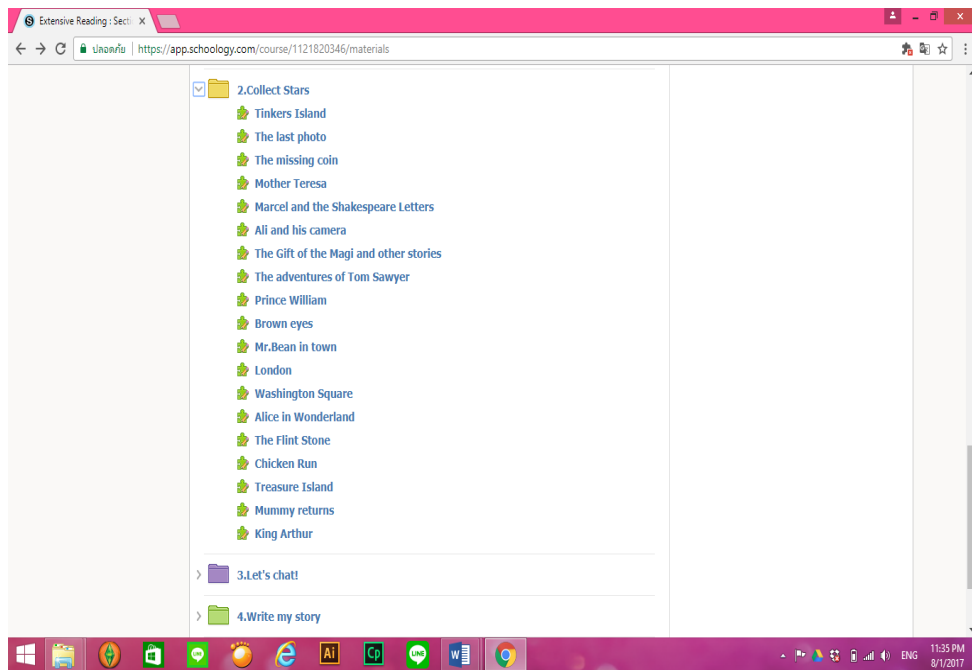 Extensive Reading : Secti
ปลอดภัย
https://app.schoology.com/course/1121820346/materials
2.Collect Stars
Tinkers Island
The last photo
The missing coin
Mother Teresa
Marcel and the Shakespeare Letters
Ali and his camera
The Gift of the Magi and other stories
The adventures of Tom Sawyer
Prince William
Brown eyes
Mr.Bean in town
London
Washington Square
Alice in Wonderland
The Flint Stone
Chicken Run
Treasure Island
Mummy returns
King Arthur
3.Let's chat!
4.Write my story
LINE
Ai
Cp
LINE
W
ENG
11:35 PM
8/1/2017